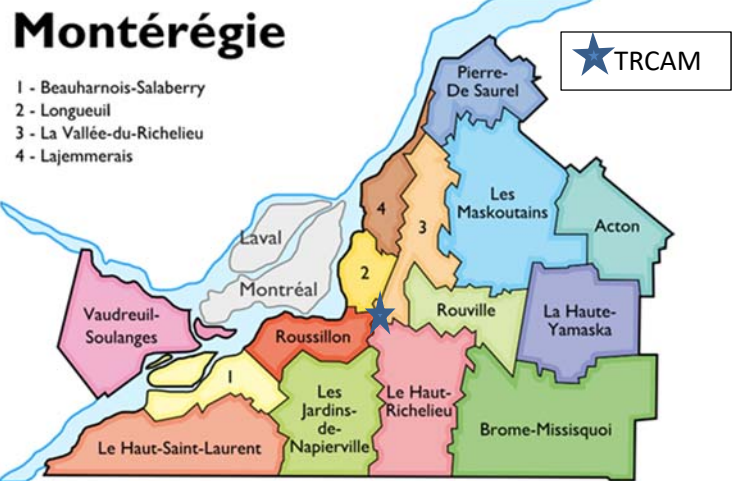 Montérégie
1 - Beauharnois-Salaberry
2 - Longueuil
3 - La Vallée-du-Richelieu
4 - Lajemmerais
TRCAM
Pierre-
De Saurel
Les
Maskoutains
Acton
4
3
Laval
2
Montréal
Vaudreuil-
Soulanges
Rouville
La Haute-
Yamaska
Roussillon
1
Les
Jardins-
de-
Napierville
Le Haut-
Richelieu
Brome-Missisquoi
Le Haut-Saint-Laurent